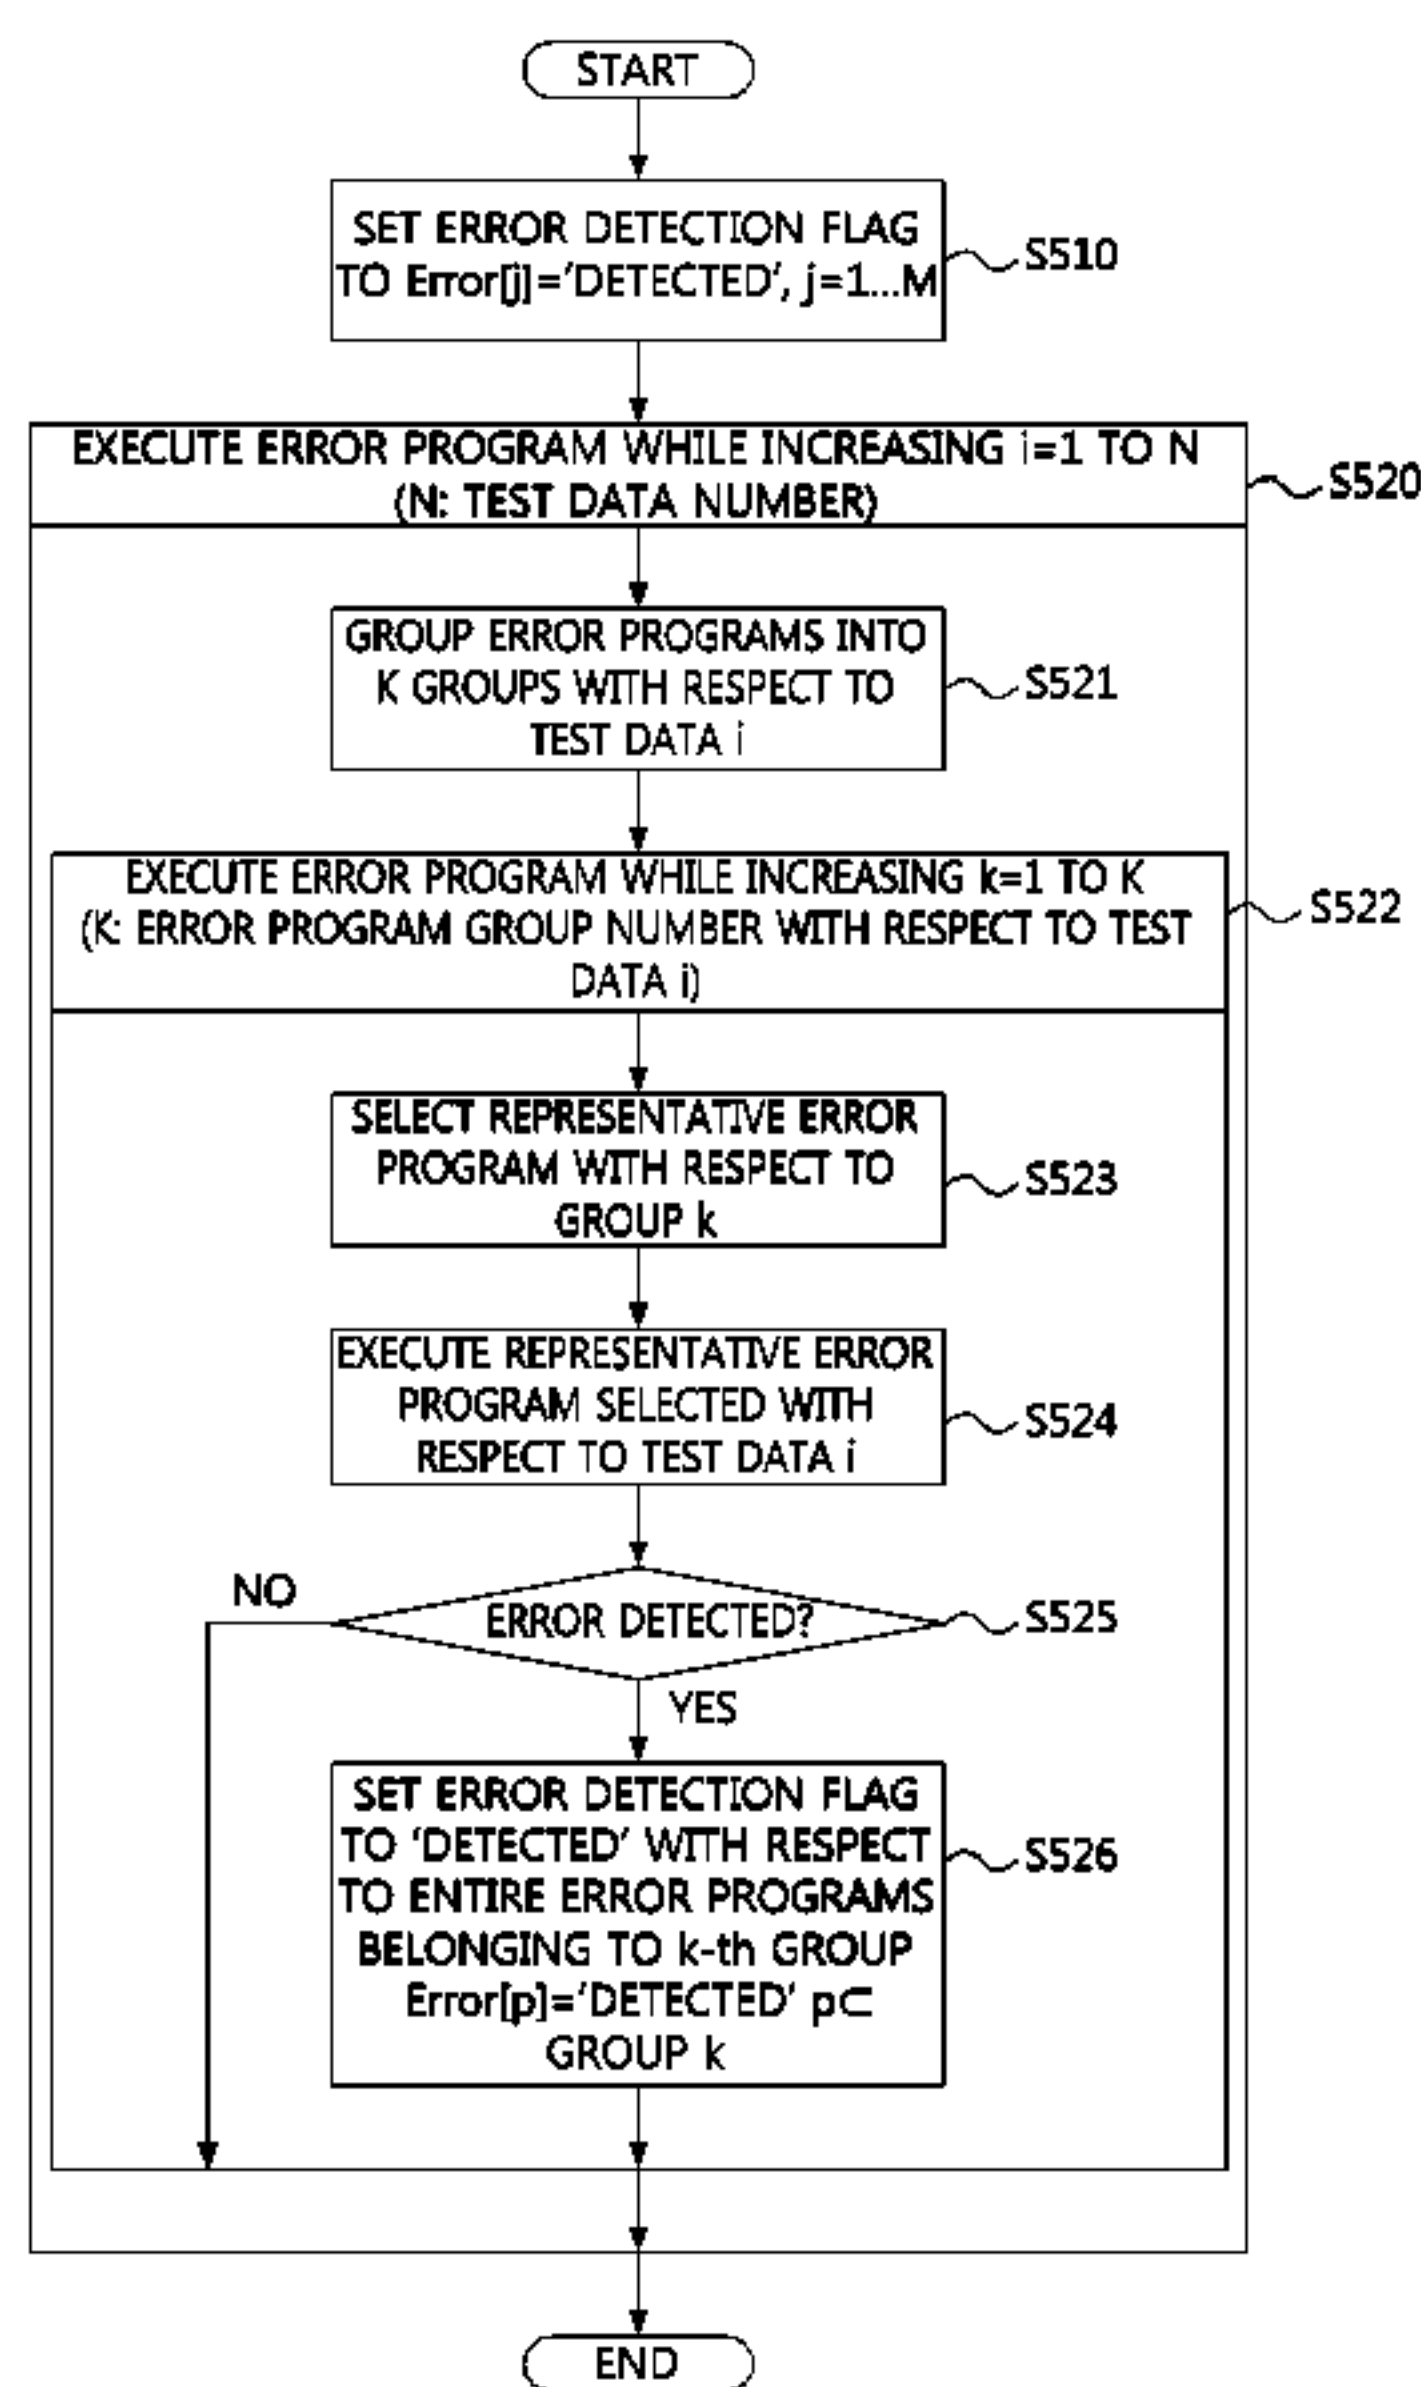 START
SET ERROR DETECTION FLAG
TO Error[j]='DETECTED', j=1...M
S510
EXECUTE ERROR PROGRAM WHILE INCREASING i=1 TO N
(N: TEST DATA NUMBER)
S520
GROUP ERROR PROGRAMS INTO
K GROUPS WITH RESPECT TO
TEST DATA i
S521
EXECUTE ERROR PROGRAM WHILE INCREASING k=1 TO K
(K: ERROR PROGRAM GROUP NUMBER WITH RESPECT TO TEST
DATA i)
S522
SELECT REPRESENTATIVE ERROR
PROGRAM WITH RESPECT TO
GROUP k
S523
EXECUTE REPRESENTATIVE ERROR
PROGRAM SELECTED WITH
RESPECT TO TEST DATA i
S524
NO
ERROR DETECTED?
S525
YES
SET ERROR DETECTION FLAG
TO 'DETECTED' WITH RESPECT
TO ENTIRE ERROR PROGRAMS
BELONGING TO k-th GROUP
Error[p]='DETECTED' p⊂
GROUP k
S526
END